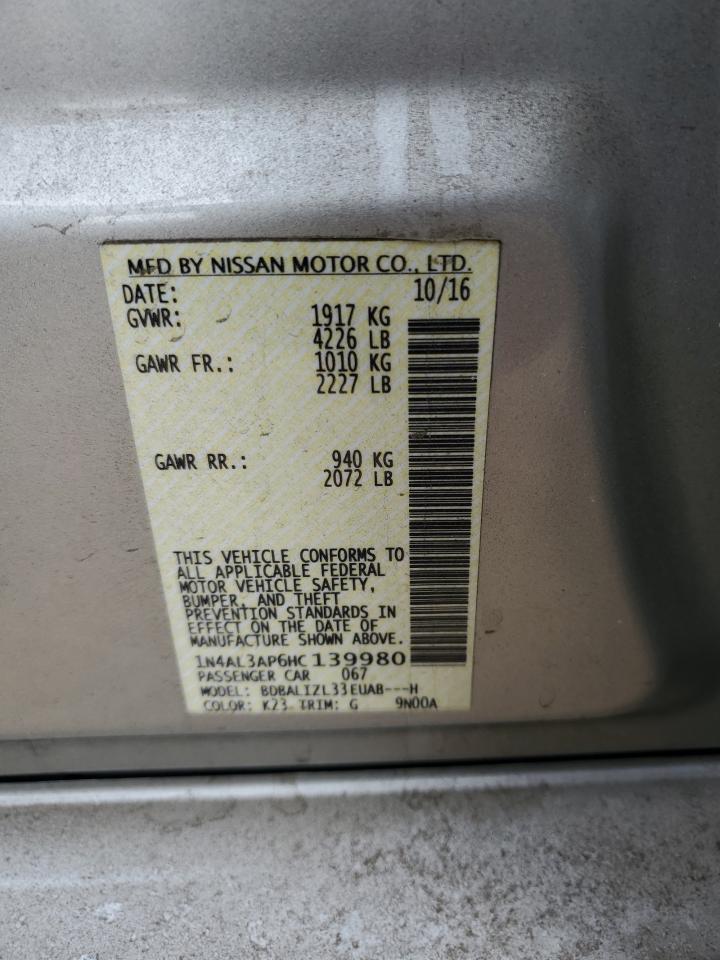 MFD BY NISSAN MOTOR CO., LTD.
DATE: 10/16
GVWR: 1917 KG
4226 LB
GAWR FR.: 1010 KG
2227 LB
GAWR RR.: 940 KG
2072 LB
THIS VEHICLE CONFORMS TO
ALL APPLICABLE FEDERAL
MOTOR VEHICLE SAFETY,
BUMPER, AND THEFT
PREVENTION STANDARDS IN
EFFECT ON THE DATE OF
MANUFACTURE SHOWN ABOVE.
1N4AL3AP6HC139980
PASSENGER CAR 067
MODEL: BDBALIZL33EUAB---H
COLOR: K23 TRIM: G 9N00A